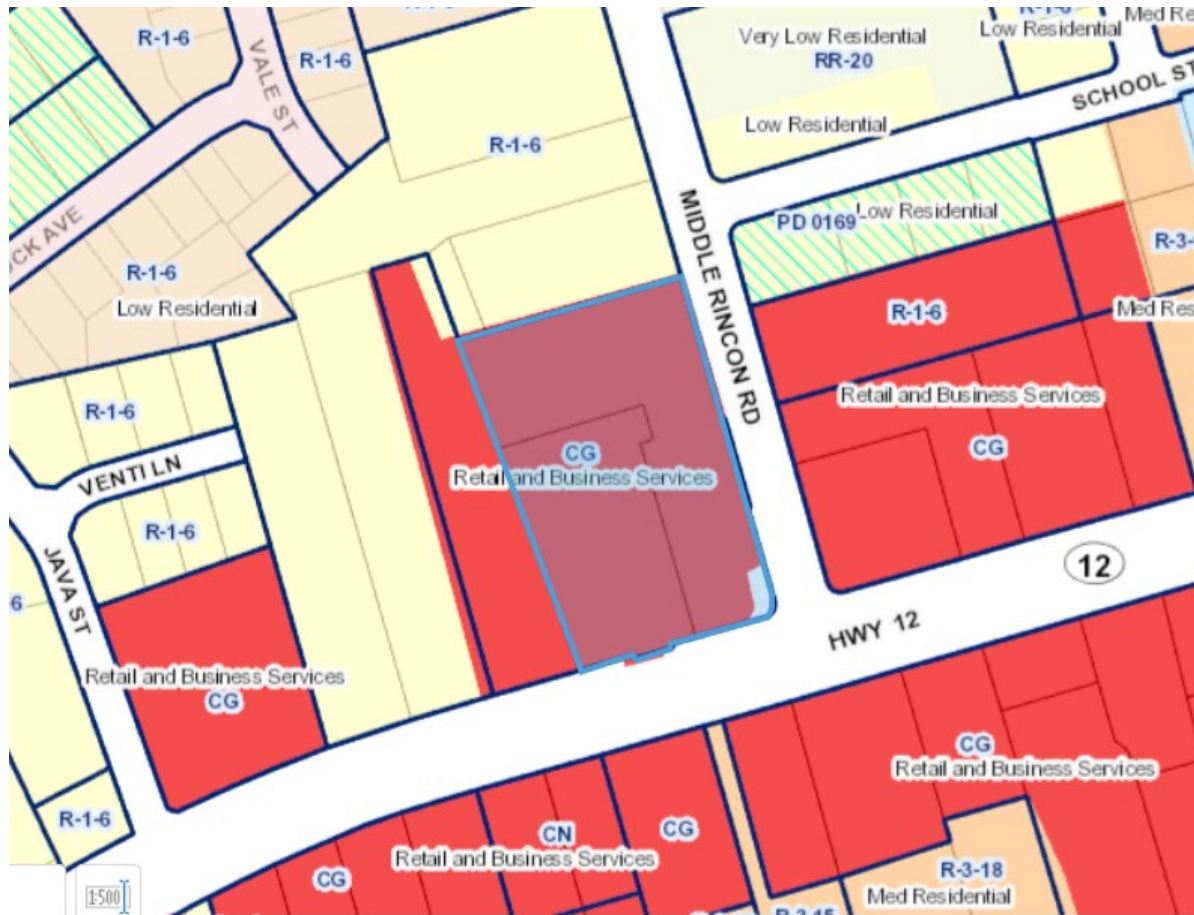 R-1-6
Low Residential
Med Re
R-1-6
VALE ST
R-1-6
Very Low Residential
RR-20
SCHOOL ST
Low Residential
R-1-6
MIDDLE RINCON RD
PD 0169
Low Residential
R-3-
OCK AVE
R-1-6
Low Residential
R-1-6
Med Res
Retail and Business Services
CG
R-1-6
VENTI LN
CG
Retail and Business Services
R-1-6
JAVA ST
12
HWY 12
Retail and Business Services
CG
CG
Retail and Business Services
R-1-6
CN
Retail and Business Services
CG
CG
R-3-18
Med Residential
1:500